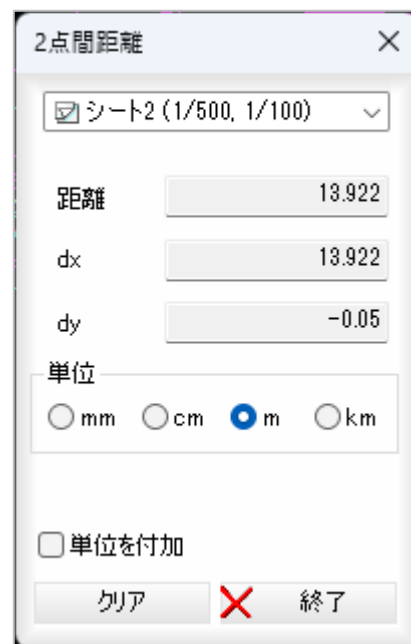 2点間距離
シート2 (1/500, 1/100)
距離 13.922
dx 13.922
dy -0.05
単位
mm cm m km
単位を付加
クリア 終了